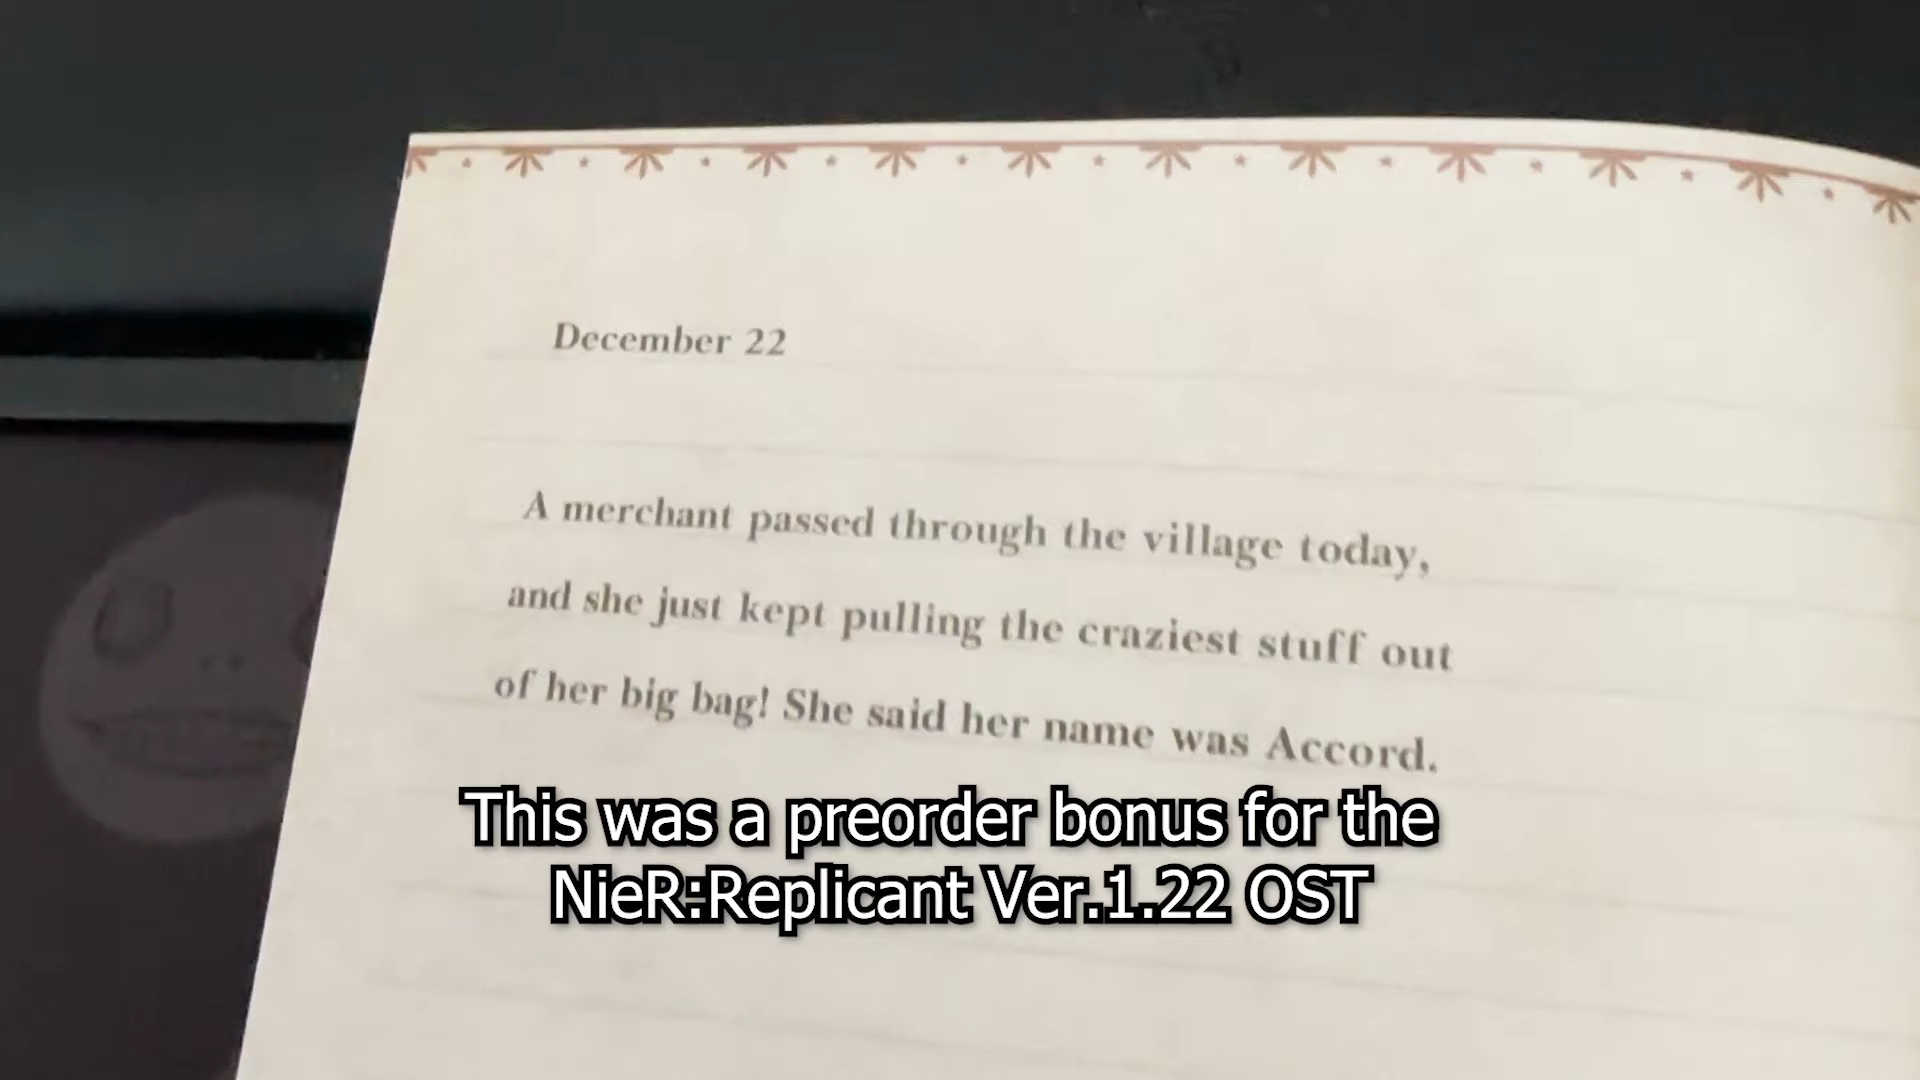 December 22
A merchant passed through the village today,
and she just kept pulling the craziest stuff out
of her big bag! She said her name was Accord.
This was a preorder bonus for the
NieR:Replicant Ver.1.22 OST